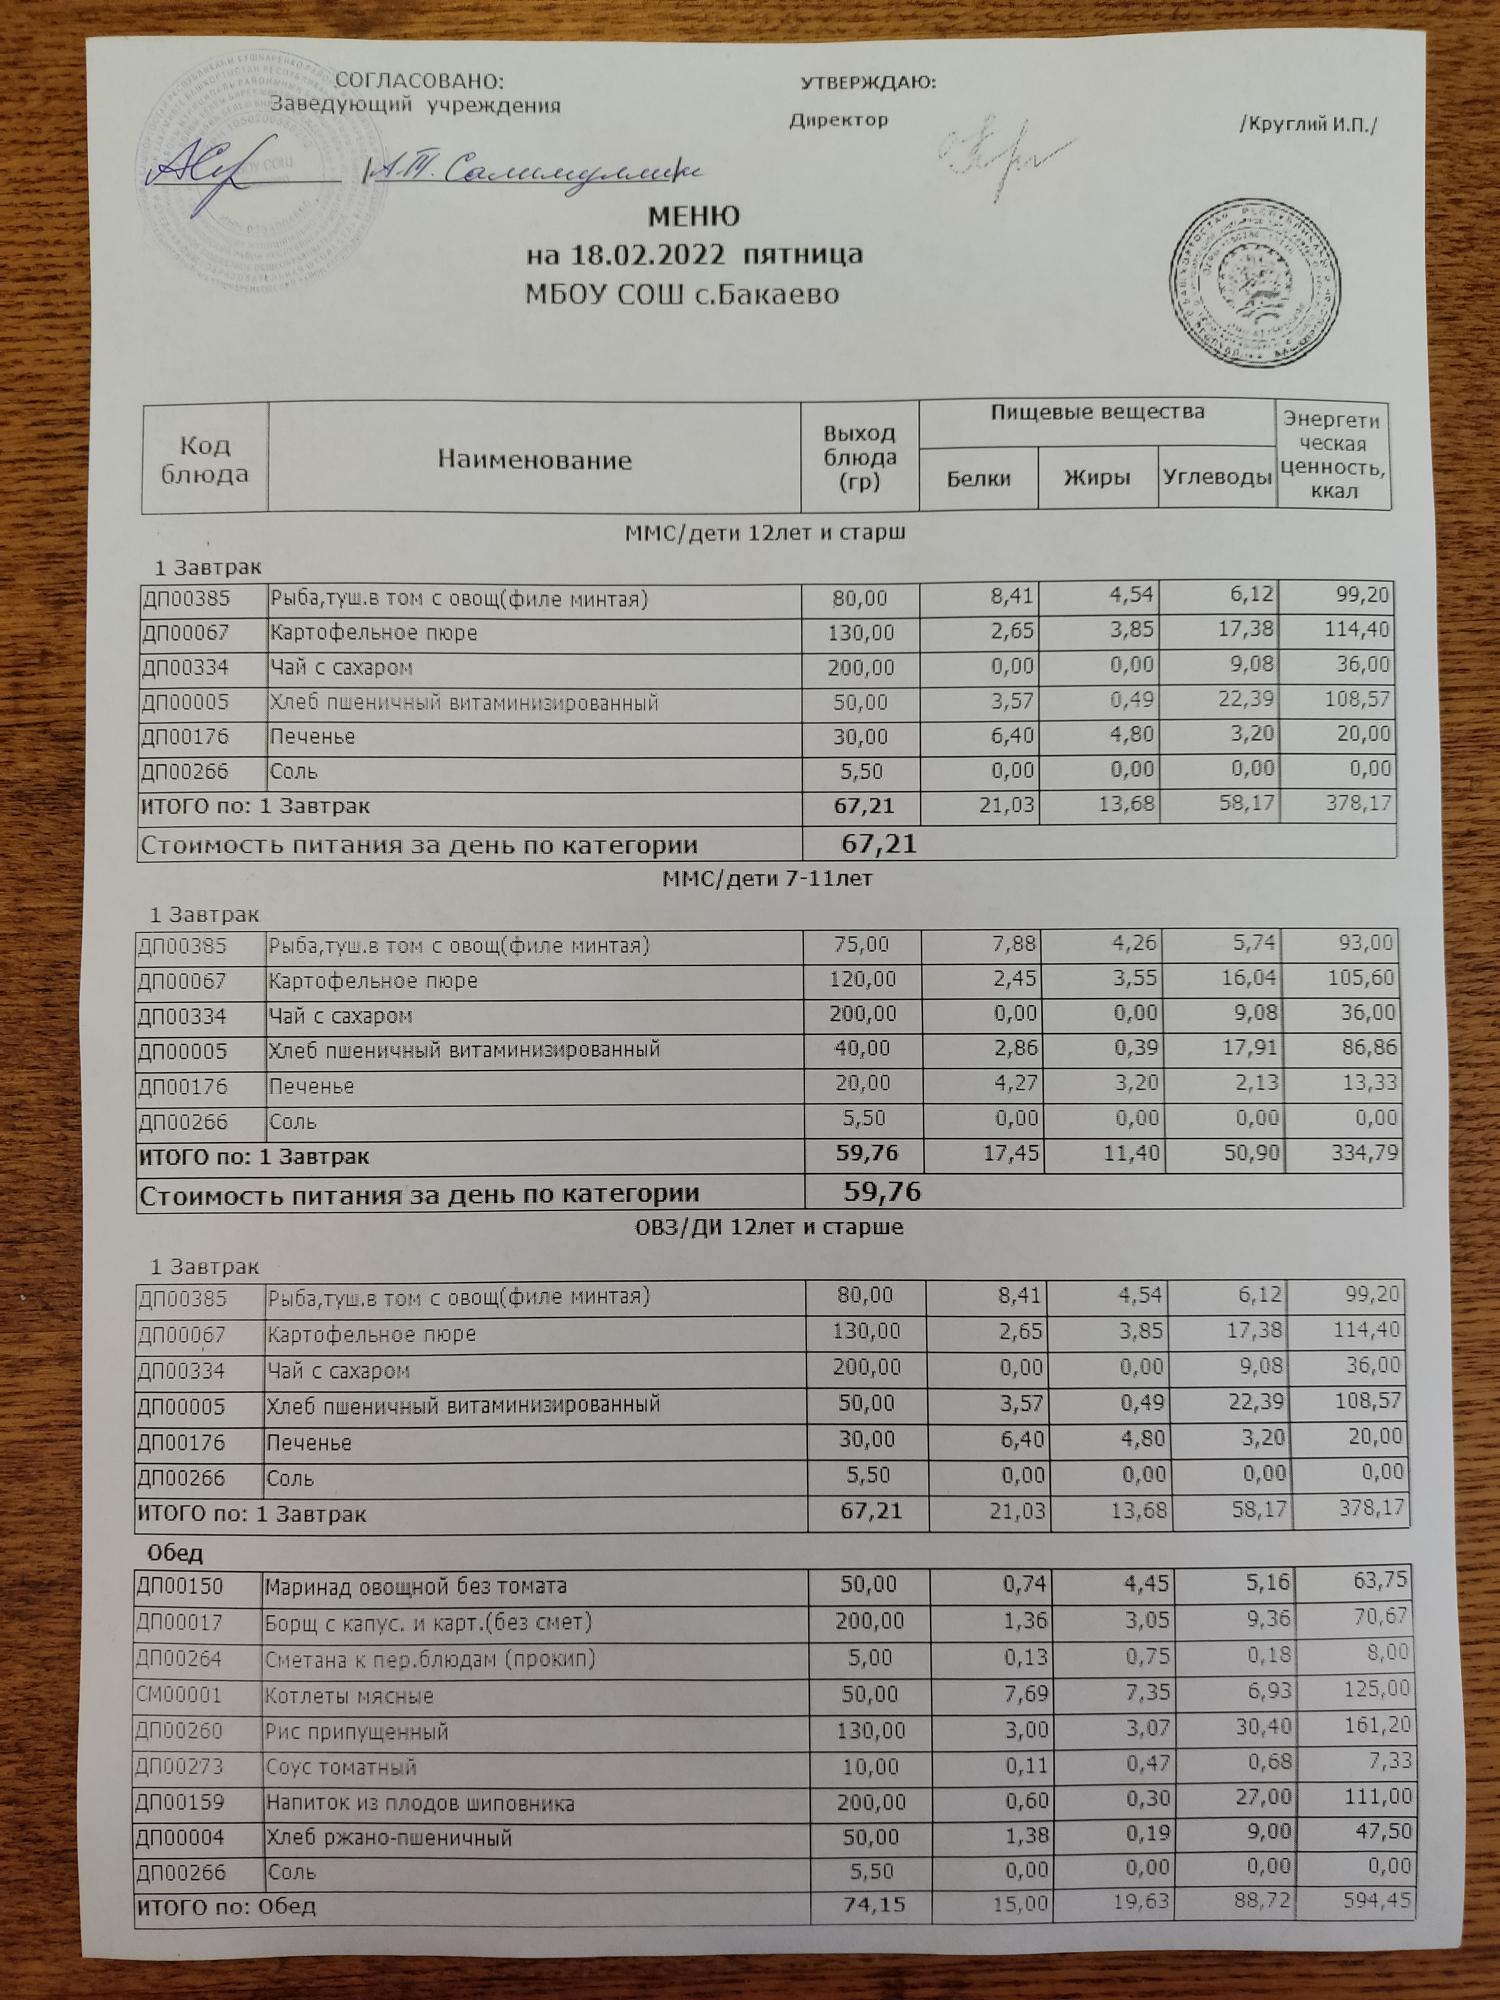 СОГЛАСОВАНО:
Заведующий учреждения
УТВЕРЖДАЮ:
Директор /Круглий И.П./
МЕНЮ
на 18.02.2022 пятница
МБОУ СОШ с.Бакаево
Код блюда Наименование Выход блюда (гр) Пищевые вещества Энергети ческая ценность, ккал
Белки Жиры Углеводы
ММС/дети 12лет и старш
1 Завтрак
ДП00385 Рыба,туш.в том с овощ(филе минтая) 80,00 8,41 4,54 6,12 99,20
ДП00067 Картофельное пюре 130,00 2,65 3,85 17,38 114,40
ДП00334 Чай с сахаром 200,00 0,00 0,00 9,08 36,00
ДП00005 Хлеб пшеничный витаминизированный 50,00 3,57 0,49 22,39 108,57
ДП00176 Печенье 30,00 6,40 4,80 3,20 20,00
ДП00266 Соль 5,50 0,00 0,00 0,00 0,00
ИТОГО по: 1 Завтрак 67,21 21,03 13,68 58,17 378,17
Стоимость питания за день по категории 67,21
ММС/дети 7-11лет
1 Завтрак
ДП00385 Рыба,туш.в том с овощ(филе минтая) 75,00 7,88 4,26 5,74 93,00
ДП00067 Картофельное пюре 120,00 2,45 3,55 16,04 105,60
ДП00334 Чай с сахаром 200,00 0,00 0,00 9,08 36,00
ДП00005 Хлеб пшеничный витаминизированный 40,00 2,86 0,39 17,91 86,86
ДП00176 Печенье 20,00 4,27 3,20 2,13 13,33
ДП00266 Соль 5,50 0,00 0,00 0,00 0,00
ИТОГО по: 1 Завтрак 59,76 17,45 11,40 50,90 334,79
Стоимость питания за день по категории 59,76
ОВЗ/ДИ 12лет и старше
1 Завтрак
ДП00385 Рыба,туш.в том с овощ(филе минтая) 80,00 8,41 4,54 6,12 99,20
ДП00067 Картофельное пюре 130,00 2,65 3,85 17,38 114,40
ДП00334 Чай с сахаром 200,00 0,00 0,00 9,08 36,00
ДП00005 Хлеб пшеничный витаминизированный 50,00 3,57 0,49 22,39 108,57
ДП00176 Печенье 30,00 6,40 4,80 3,20 20,00
ДП00266 Соль 5,50 0,00 0,00 0,00 0,00
ИТОГО по: 1 Завтрак 67,21 21,03 13,68 58,17 378,17
Обед
ДП00150 Маринад овощной без томата 50,00 0,74 4,45 5,16 63,75
ДП00017 Борщ с капус. и карт.(без смет) 200,00 1,36 3,05 9,36 70,67
ДП00264 Сметана к пер.блюдам (прокип) 5,00 0,13 0,75 0,18 8,00
СМ00001 Котлеты мясные 50,00 7,69 7,35 6,93 125,00
ДП00260 Рис припущенный 130,00 3,00 3,07 30,40 161,20
ДП00273 Соус томатный 10,00 0,11 0,47 0,68 7,33
ДП00159 Напиток из плодов шиповника 200,00 0,60 0,30 27,00 111,00
ДП00004 Хлеб ржано-пшеничный 50,00 1,38 0,19 9,00 47,50
ДП00266 Соль 5,50 0,00 0,00 0,00 0,00
ИТОГО по: Обед 74,15 15,00 19,63 88,72 594,45